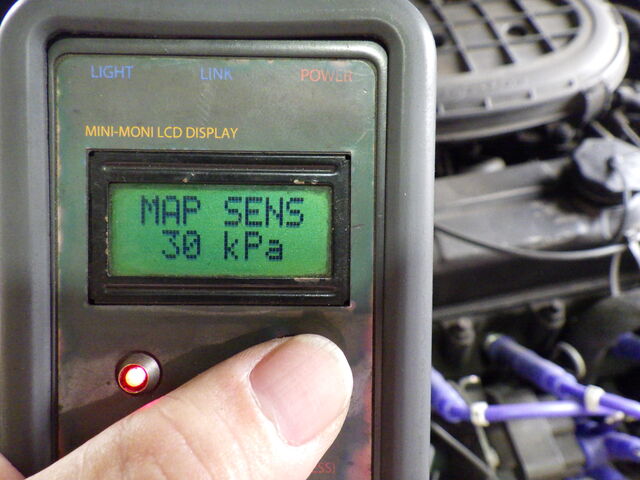 LIGHT LINK POWER
MINI-MONI LCD DISPLAY
MAP SENS
30 kPa